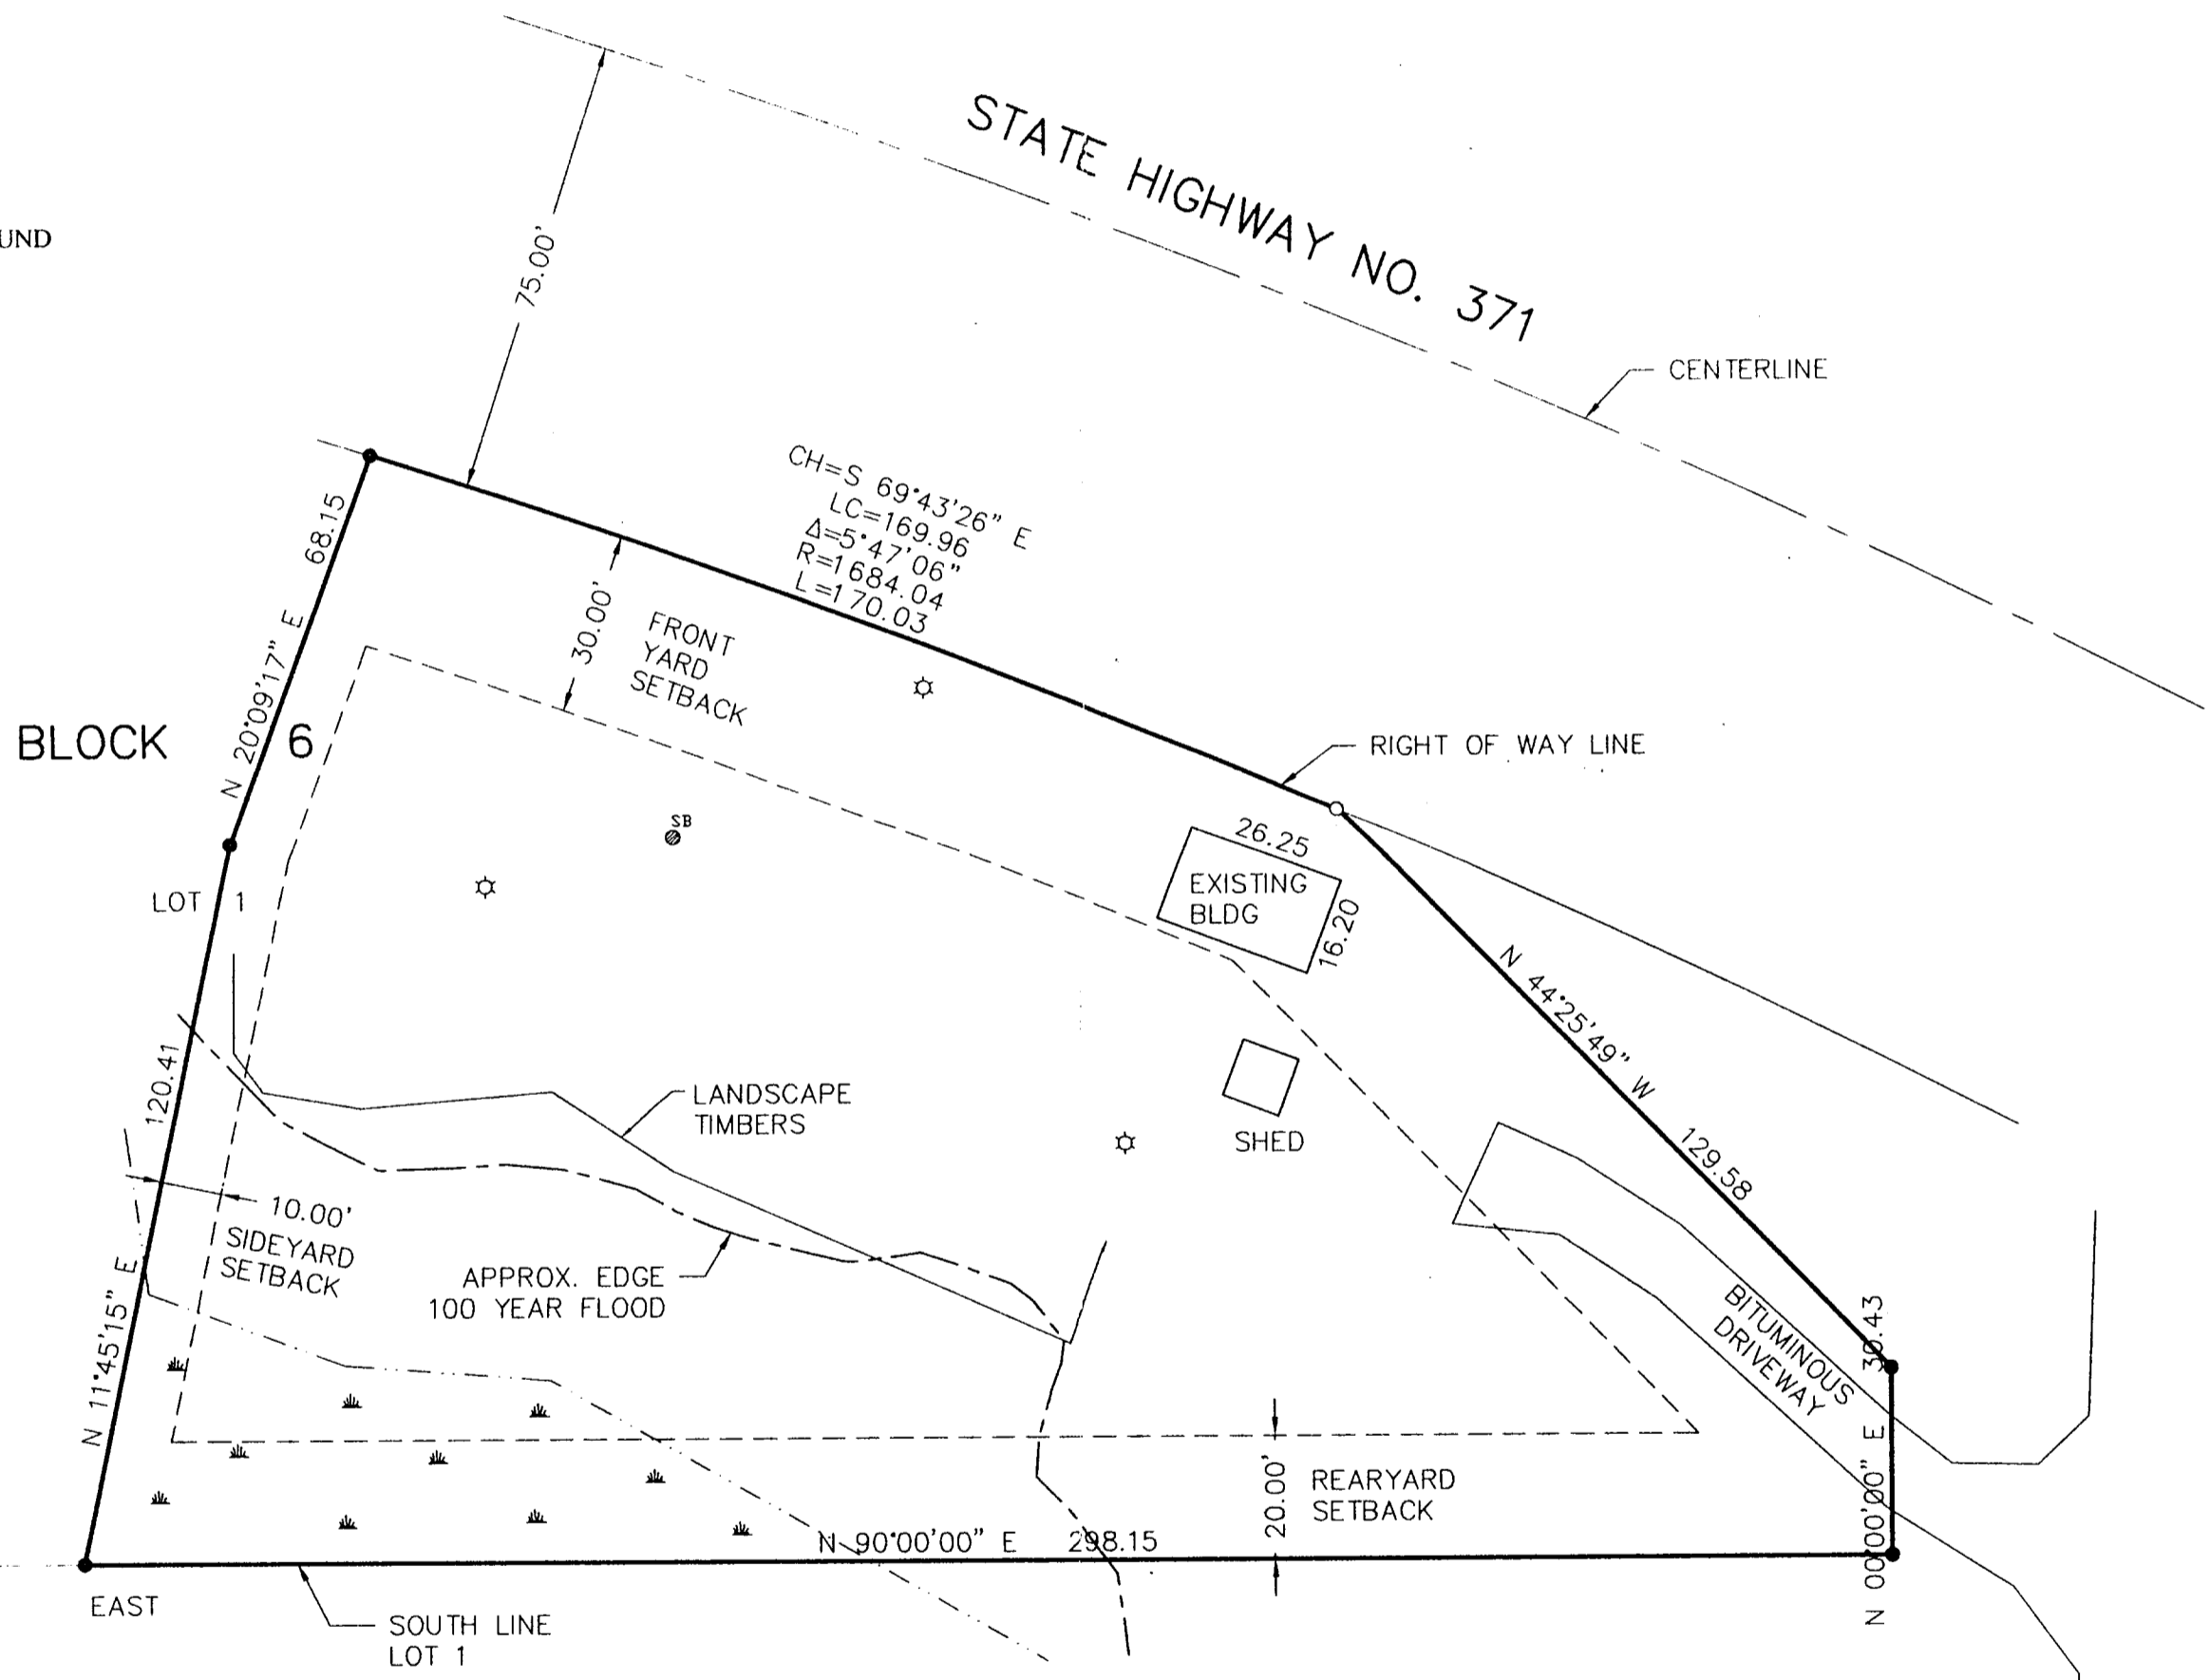 UND
STATE HIGHWAY NO. 371
75.00'
CENTERLINE
CH=S 69°43'26" E
LC=169.96
Δ=5°47'06"
R=1684.04
L=170.03
68.15
N 20°09'17" E
30.00'
FRONT
YARD
SETBACK
BLOCK 6
RIGHT OF WAY LINE
SB
26.25
EXISTING
BLDG
16.20
LOT 1
N 44°25'49" W
129.58
120.41
N 11°45'15" E
LANDSCAPE
TIMBERS
SHED
10.00'
SIDEYARD
SETBACK
APPROX. EDGE
100 YEAR FLOOD
BITUMINOUS
DRIVEWAY
N 00°00'00" E
20.00'
REARYARD
SETBACK
N 90°00'00" E 298.15
EAST
SOUTH LINE
LOT 1